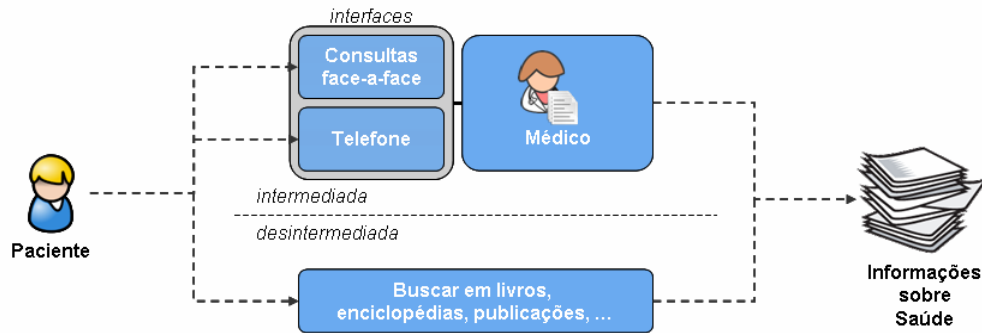 interfaces
Consultas
face-a-face
Telefone
Médico
intermediada
desintermediada
Paciente
Buscar em livros,
enciclopédias, publicações, ...
Informações
sobre
Saúde